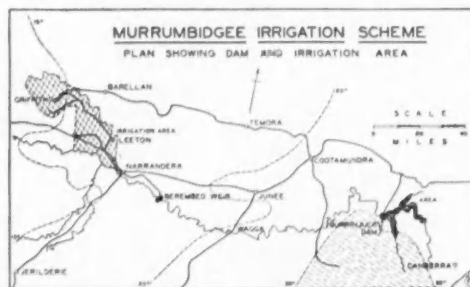 MURRUMBIDGEE IRRIGATION SCHEME
PLAN SHOWING DAM AND IRRIGATION AREA
BARELLAN
GRIFFITH
TEMORA
SCALE
MILES
IRRIGATION AREA
LEETON
NARRANDERA
COOTAMUNDRA
BEREMBED WEIR
JUNEE
AREA
WAGGA
DAM
JERILDERIE
CANBERRA